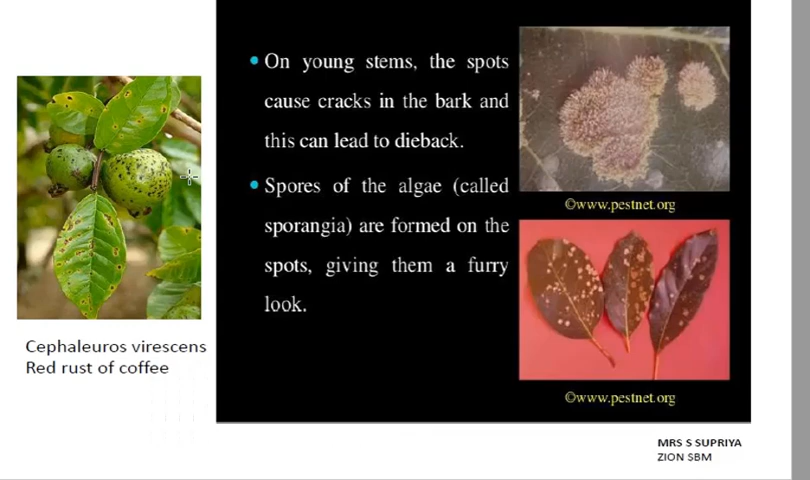 • On young stems, the spots
cause cracks in the bark and
this can lead to dieback.
• Spores of the algae (called
sporangia) are formed on the
spots, giving them a furry
look.
©www.pestnet.org
©www.pestnet.org
Cephaleuros virescens
Red rust of coffee
MRS S SUPRIYA
ZION SBM